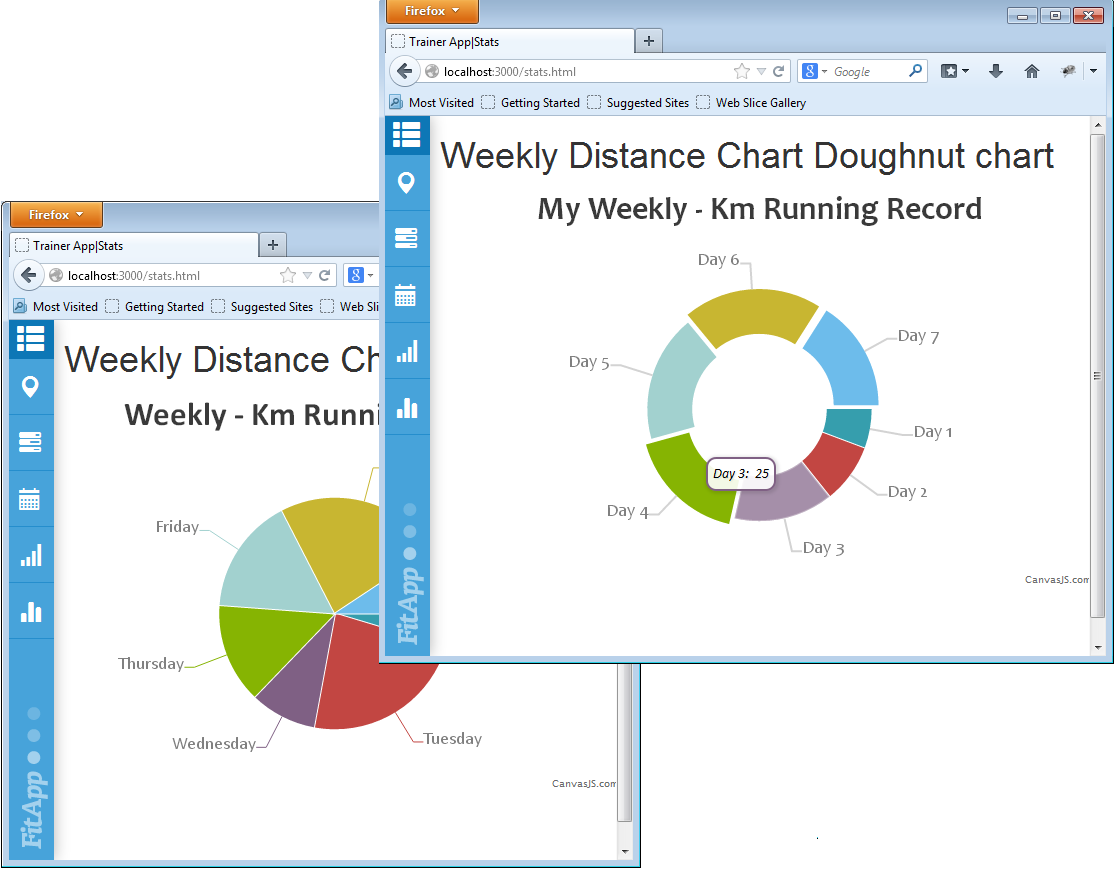 Firefox
Trainer App|Stats
localhost:3000/stats.html
Google
Most Visited
Getting Started
Suggested Sites
Web Slice Gallery
Weekly Distance Chart Doughnut chart
My Weekly - Km Running Record
Day 6
Day 7
Day 5
Day 1
Day 3: 25
Day 2
Day 4
Day 3
CanvasJS.com
FitApp
Firefox
Trainer App|Stats
localhost:3000/stats.html
Most Visited
Getting Started
Suggested Sites
Web Sli
Weekly Distance Ch
Weekly - Km Runni
Friday
Thursday
Wednesday
Tuesday
CanvasJS.com
FitApp